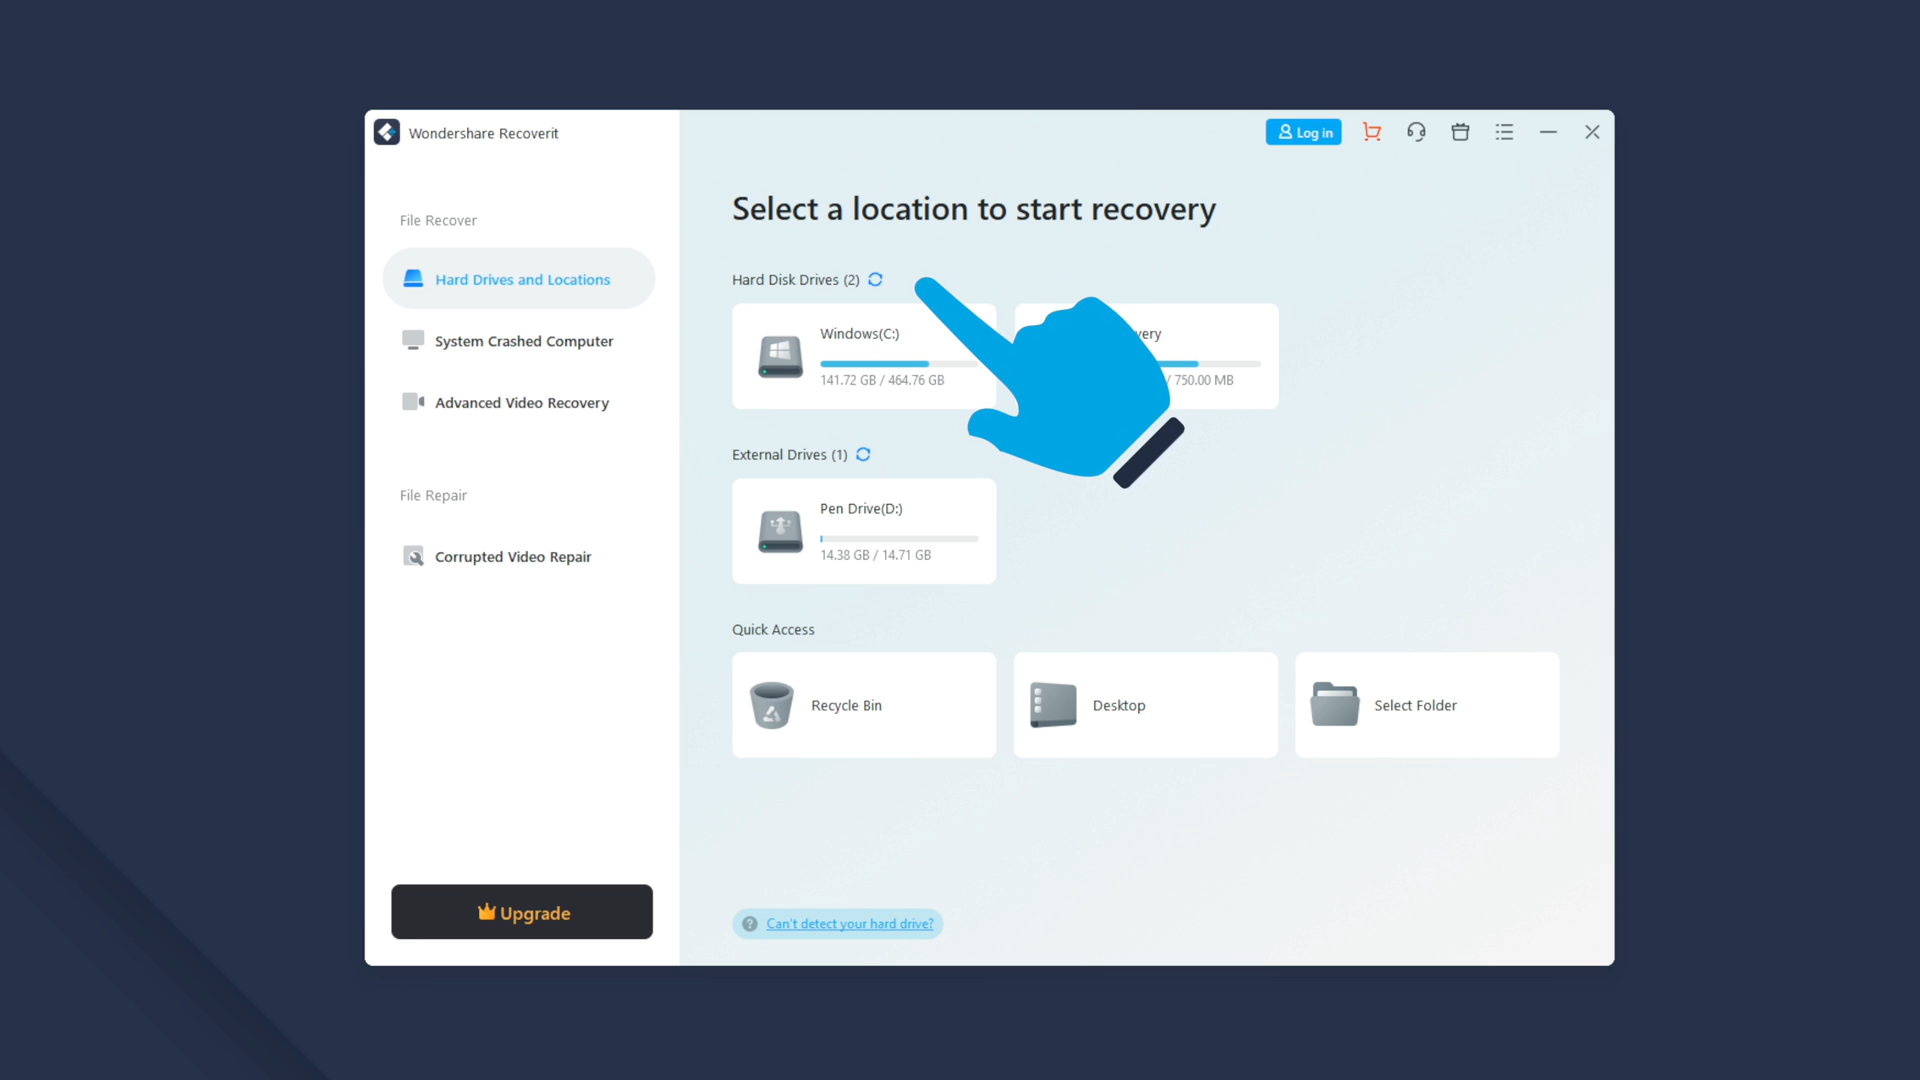 Wondershare Recoverit
Log in
File Recover
Hard Drives and Locations
System Crashed Computer
Advanced Video Recovery
File Repair
Corrupted Video Repair
Upgrade
Select a location to start recovery
Hard Disk Drives (2)
Windows(C:)
141.72 GB / 464.76 GB
/ 750.00 MB
External Drives (1)
Pen Drive(D:)
14.38 GB / 14.71 GB
Quick Access
Recycle Bin
Desktop
Select Folder
Can't detect your hard drive?